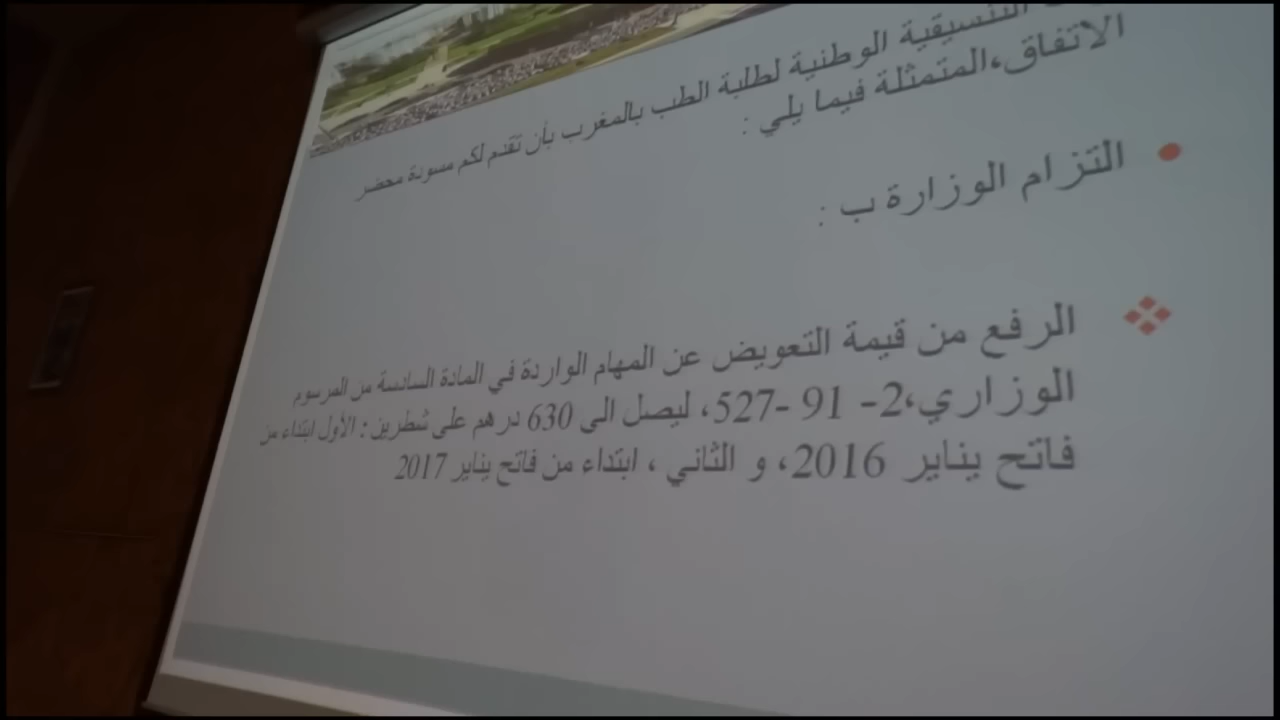 التنسيقية الوطنية لطلبة الطب بالمغرب بأن تقدم لكم مسودة محضر
الاتفاق،المتمثلة فيما يلي :
التزام الوزارة ب :
الرفع من قيمة التعويض عن المهام الواردة في المادة السادسة من المرسوم
الوزاري،2- 91 -527، ليصل الى 630 درهم على شطرين : الأول ابتداء من
فاتح يناير 2016، و الثاني ، ابتداء من فاتح يناير 2017